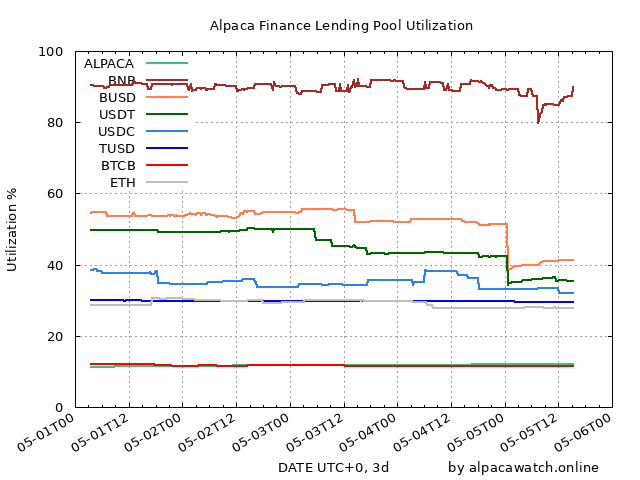 Alpaca Finance Lending Pool Utilization
100
80
60
40
20
0
Utilization %
ALPACA
BNB
BUSD
USDT
USDC
TUSD
BTCB
ETH
05-01T00
05-01T12
05-02T00
05-02T12
05-03T00
05-03T12
05-04T00
05-04T12
05-05T00
05-05T12
05-06T00
DATE UTC+0, 3d
by alpacawatch.online